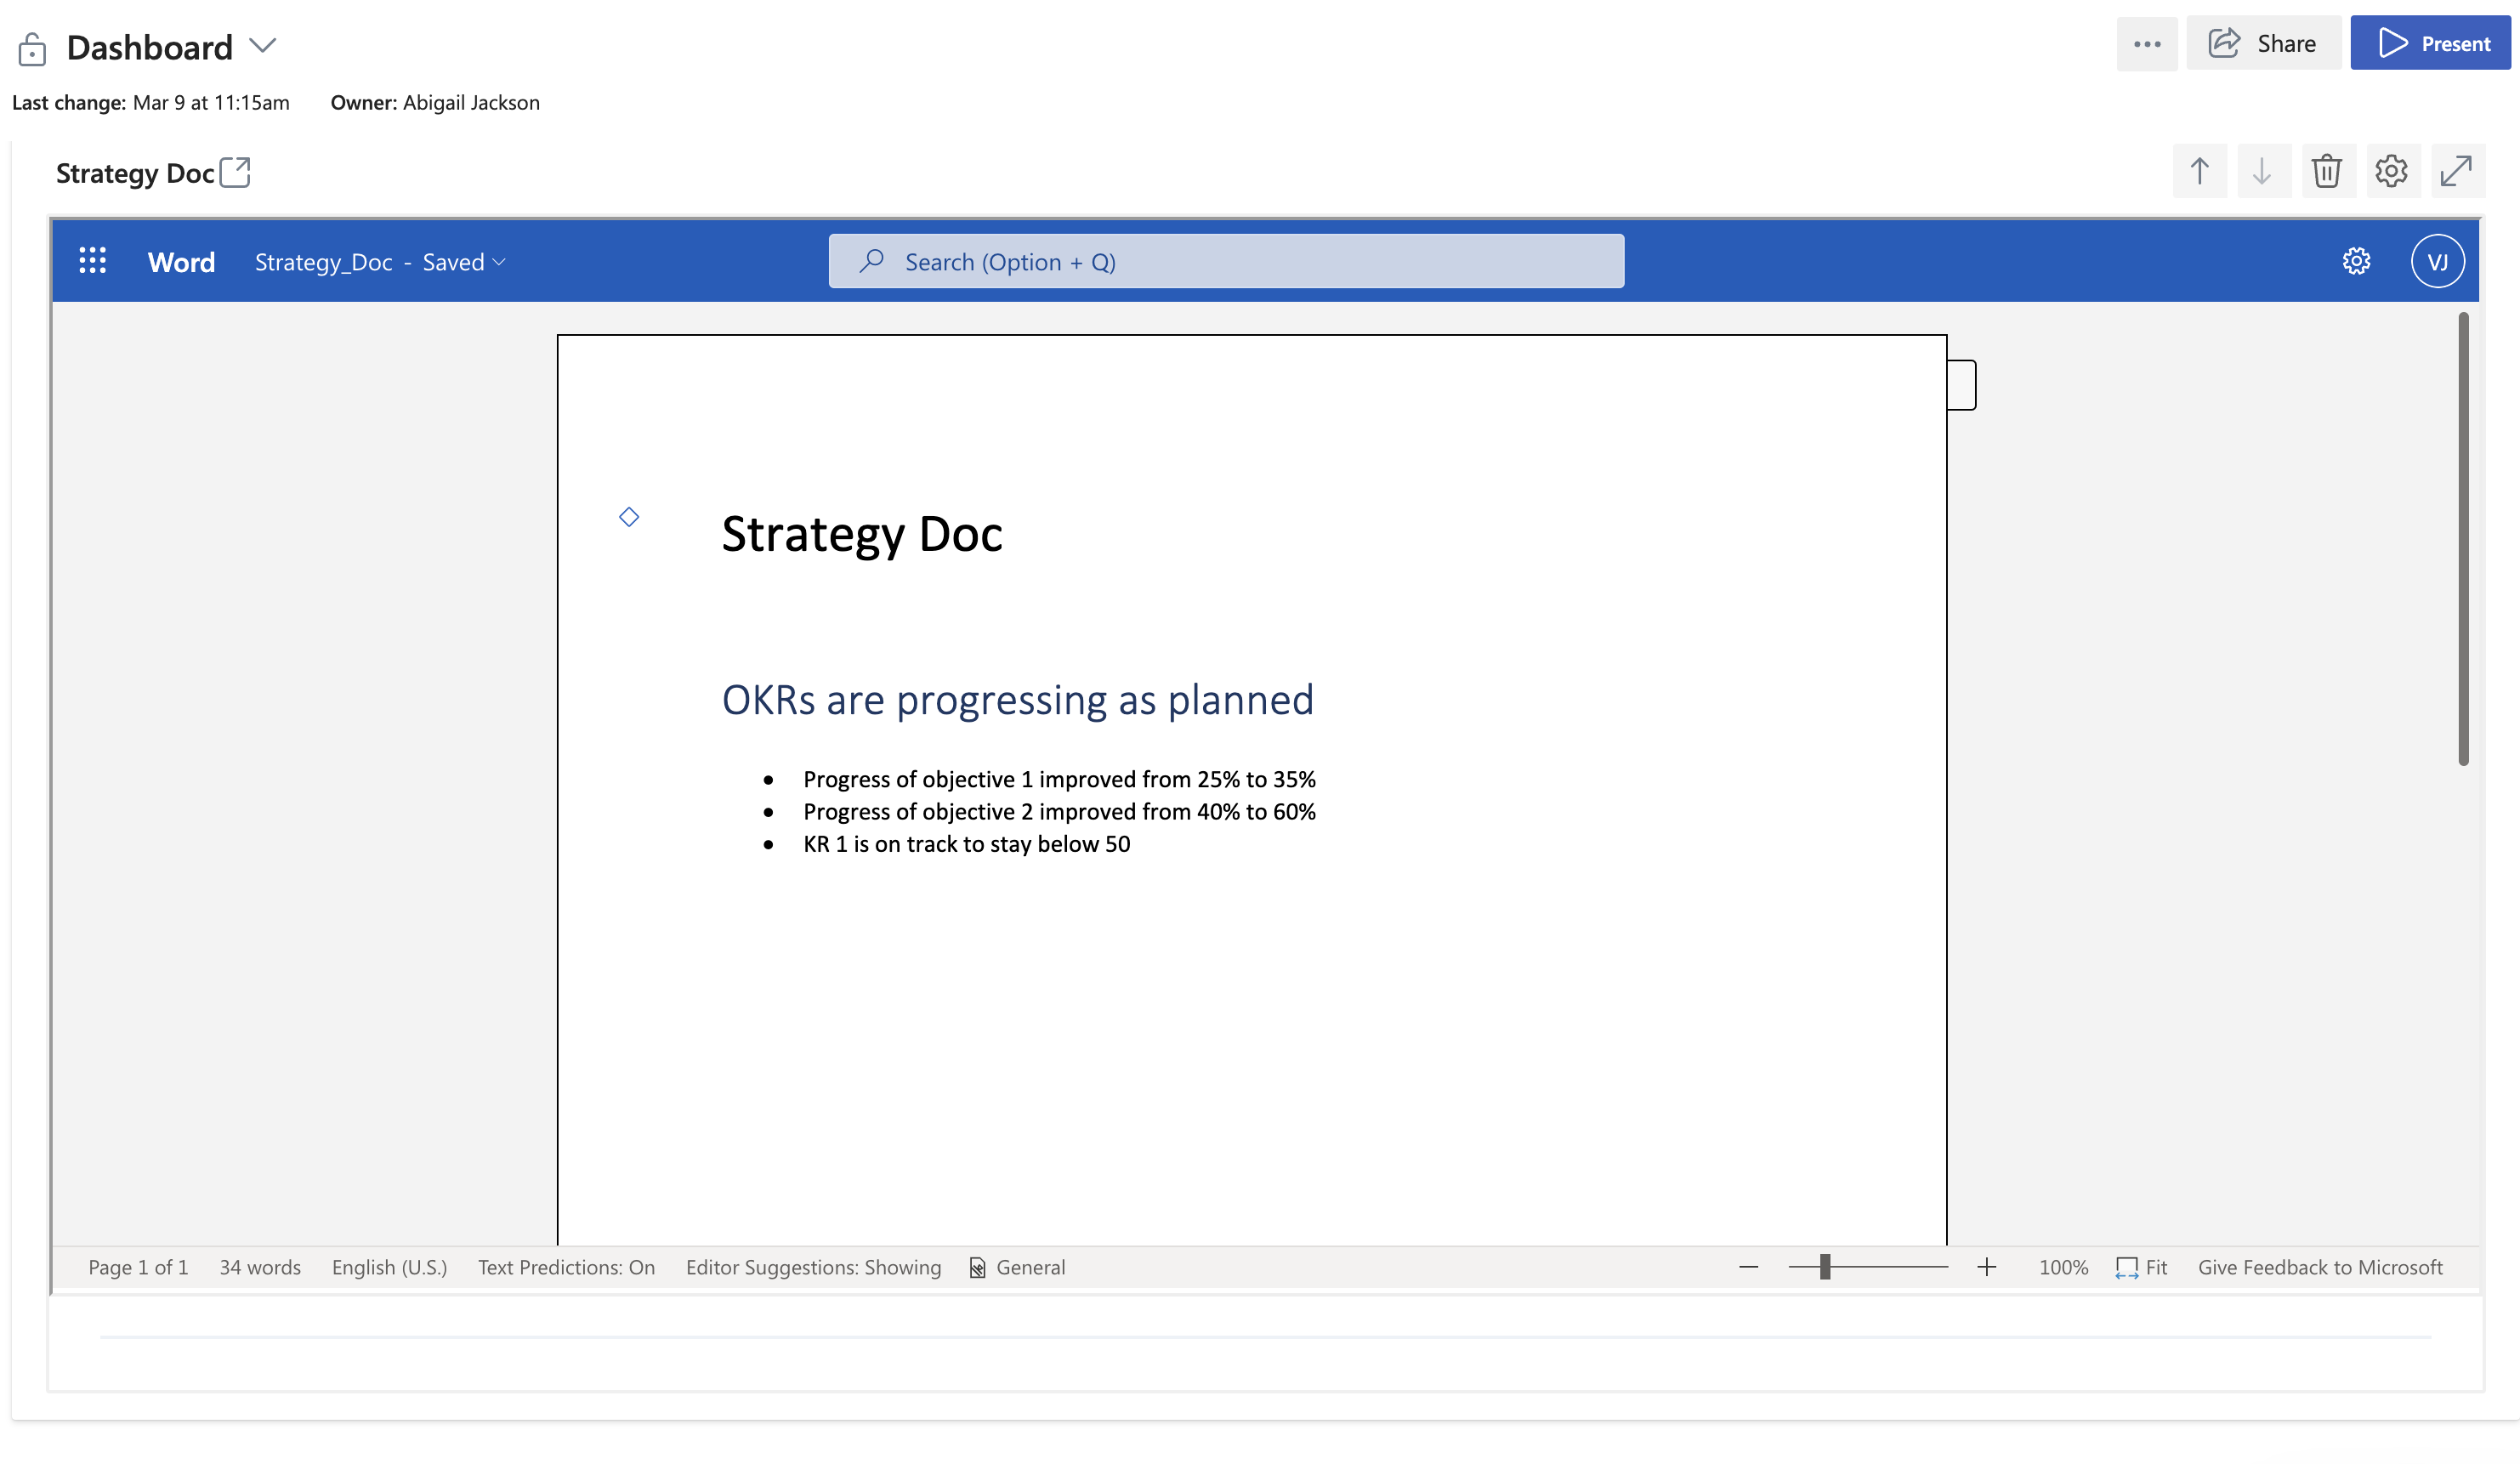 Dashboard
Share
Present
Last change: Mar 9 at 11:15am Owner: Abigail Jackson
Strategy Doc
Word Strategy_Doc - Saved Search (Option + Q) VJ
Strategy Doc
OKRs are progressing as planned
• Progress of objective 1 improved from 25% to 35%
• Progress of objective 2 improved from 40% to 60%
• KR 1 is on track to stay below 50
Page 1 of 1 34 words English (U.S.) Text Predictions: On Editor Suggestions: Showing General 100% Fit Give Feedback to Microsoft